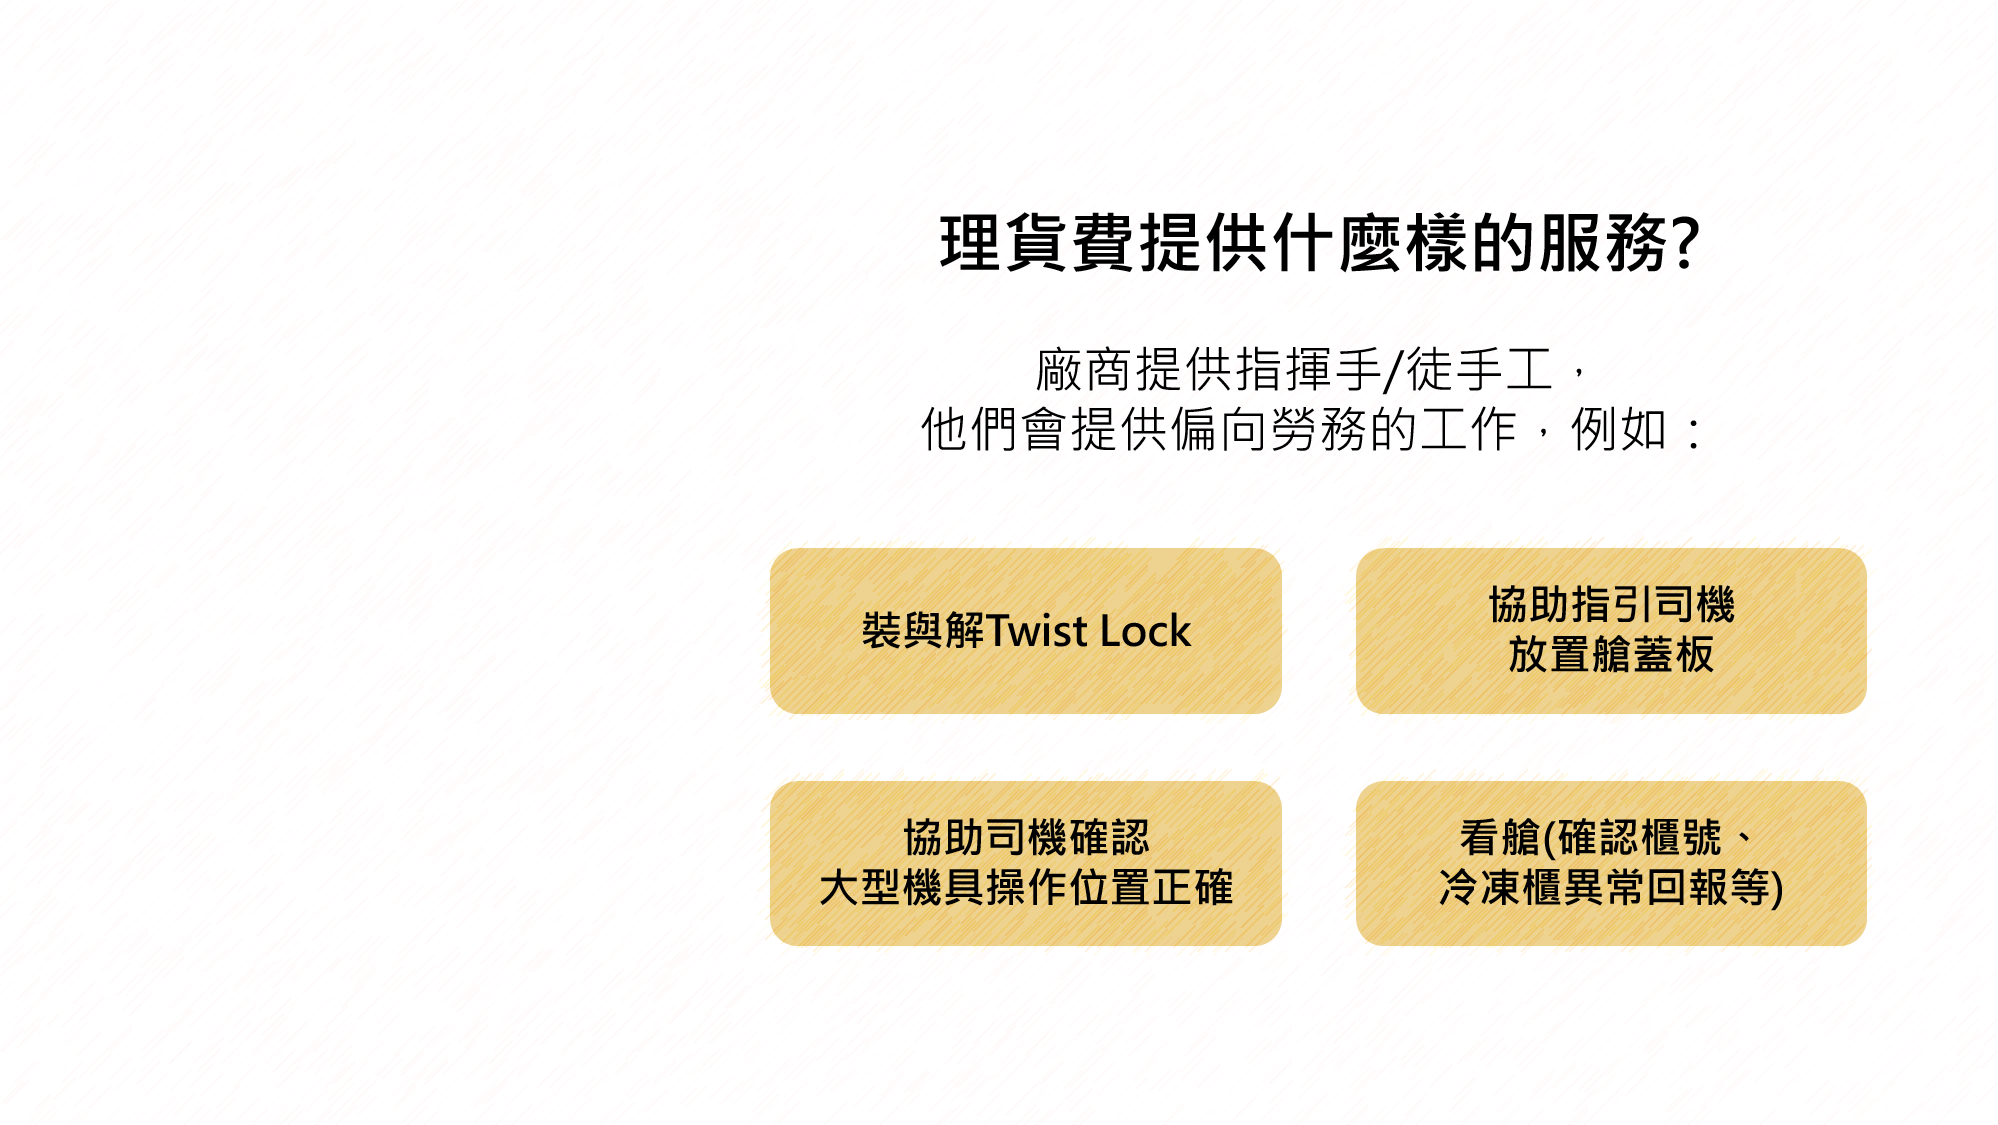 理貨費提供什麼樣的服務?
廠商提供指揮手/徒手工，
他們會提供偏向勞務的工作，例如：
裝與解Twist Lock
協助指引司機
放置艙蓋板
協助司機確認
大型機具操作位置正確
看艙(確認櫃號、
冷凍櫃異常回報等)